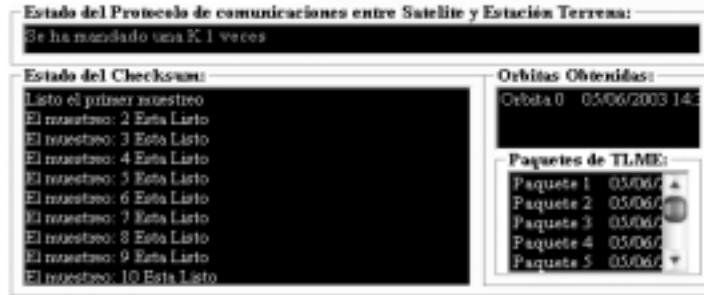 Estado del Protocolo de comunicaciones entre Satelite y Estación Terrena:
Se ha mandado una K 1 veces
Estado del Checksum:
Listo el primer muestreo
El muestreo: 2 Esta Listo
El muestreo: 3 Esta Listo
El muestreo: 4 Esta Listo
El muestreo: 5 Esta Listo
El muestreo: 6 Esta Listo
El muestreo: 7 Esta Listo
El muestreo: 8 Esta Listo
El muestreo: 9 Esta Listo
El muestreo: 10 Esta Listo
Orbitas Obtenidas:
Orbita 0 05/06/2003 14:
Paquetes de TLME:
Paquete 1 05/06/
Paquete 2 05/06/
Paquete 3 05/06/
Paquete 4 05/06/
Paquete 5 05/06/